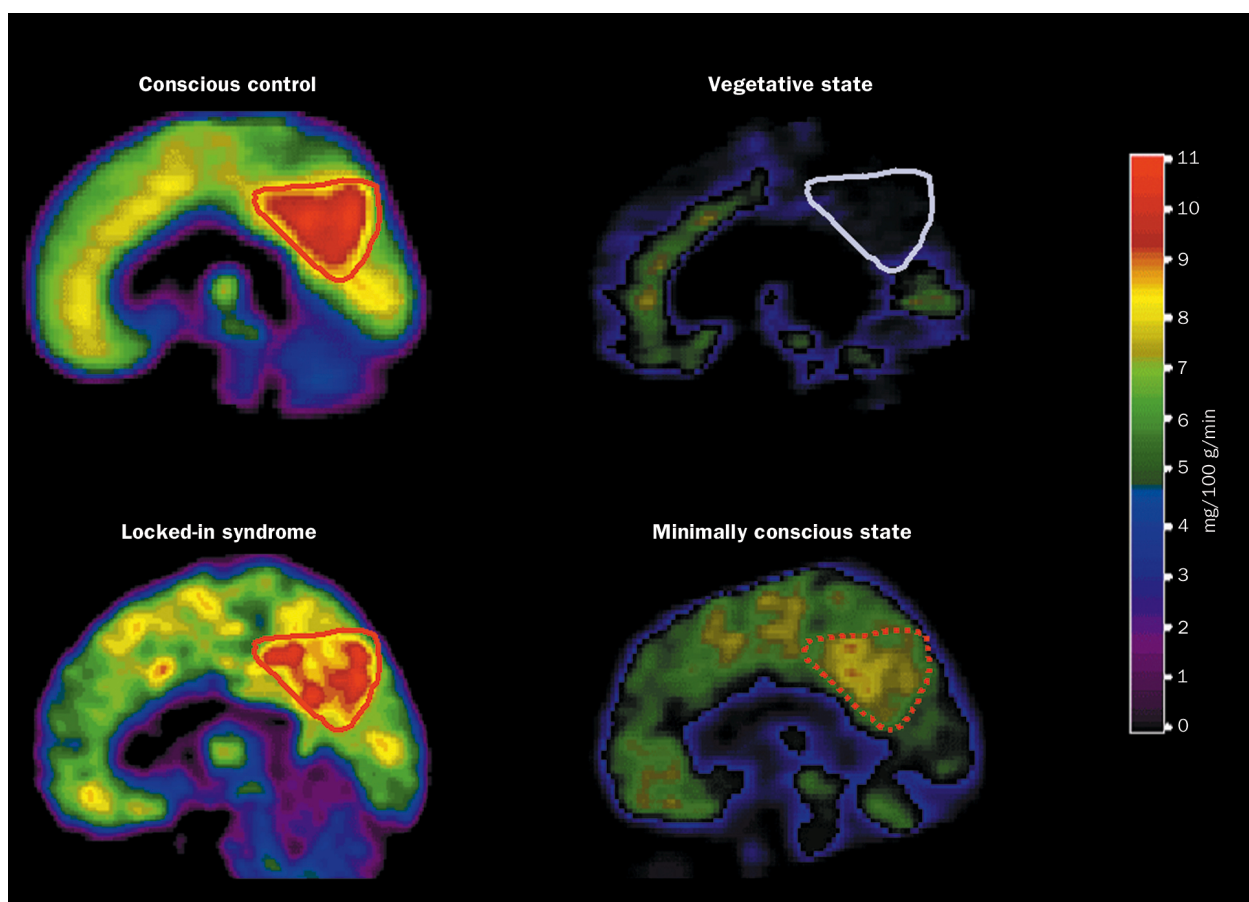 Conscious control
Vegetative state
11
10
9
8
7
6
5
4
3
2
1
0
mg/100 g/min
Locked-in syndrome
Minimally conscious state